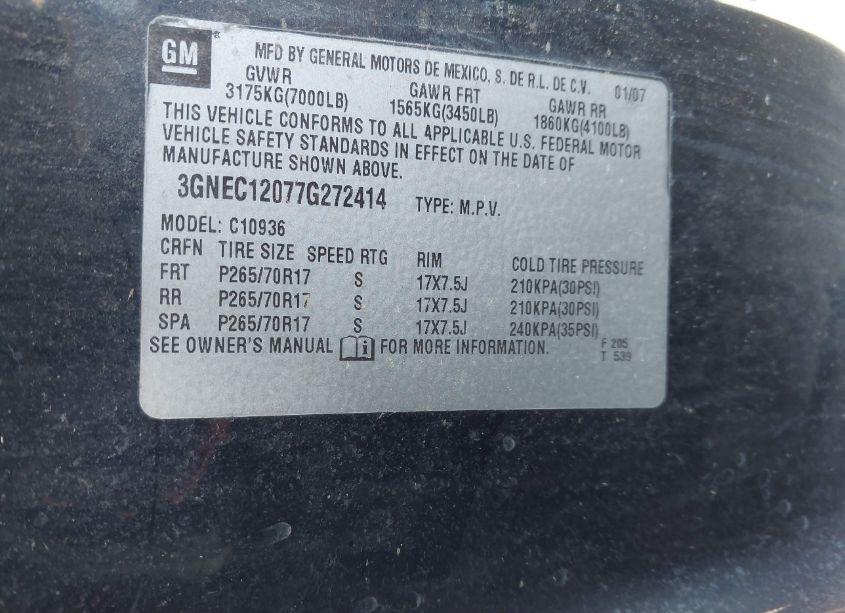 GM
MFD BY GENERAL MOTORS DE MEXICO, S. DE R.L. DE C.V. 01/07
GVWR GAWR FRT GAWR RR
3175KG(7000LB) 1565KG(3450LB) 1860KG(4100LB)
THIS VEHICLE CONFORMS TO ALL APPLICABLE U.S. FEDERAL MOTOR
VEHICLE SAFETY STANDARDS IN EFFECT ON THE DATE OF
MANUFACTURE SHOWN ABOVE.
3GNEC12077G272414 TYPE: M.P.V.
MODEL: C10936
CRFN TIRE SIZE SPEED RTG RIM COLD TIRE PRESSURE
FRT P265/70R17 S 17X7.5J 210KPA(30PSI)
RR P265/70R17 S 17X7.5J 210KPA(30PSI)
SPA P265/70R17 S 17X7.5J 240KPA(35PSI)
SEE OWNER'S MANUAL i FOR MORE INFORMATION.
F 205
T 539